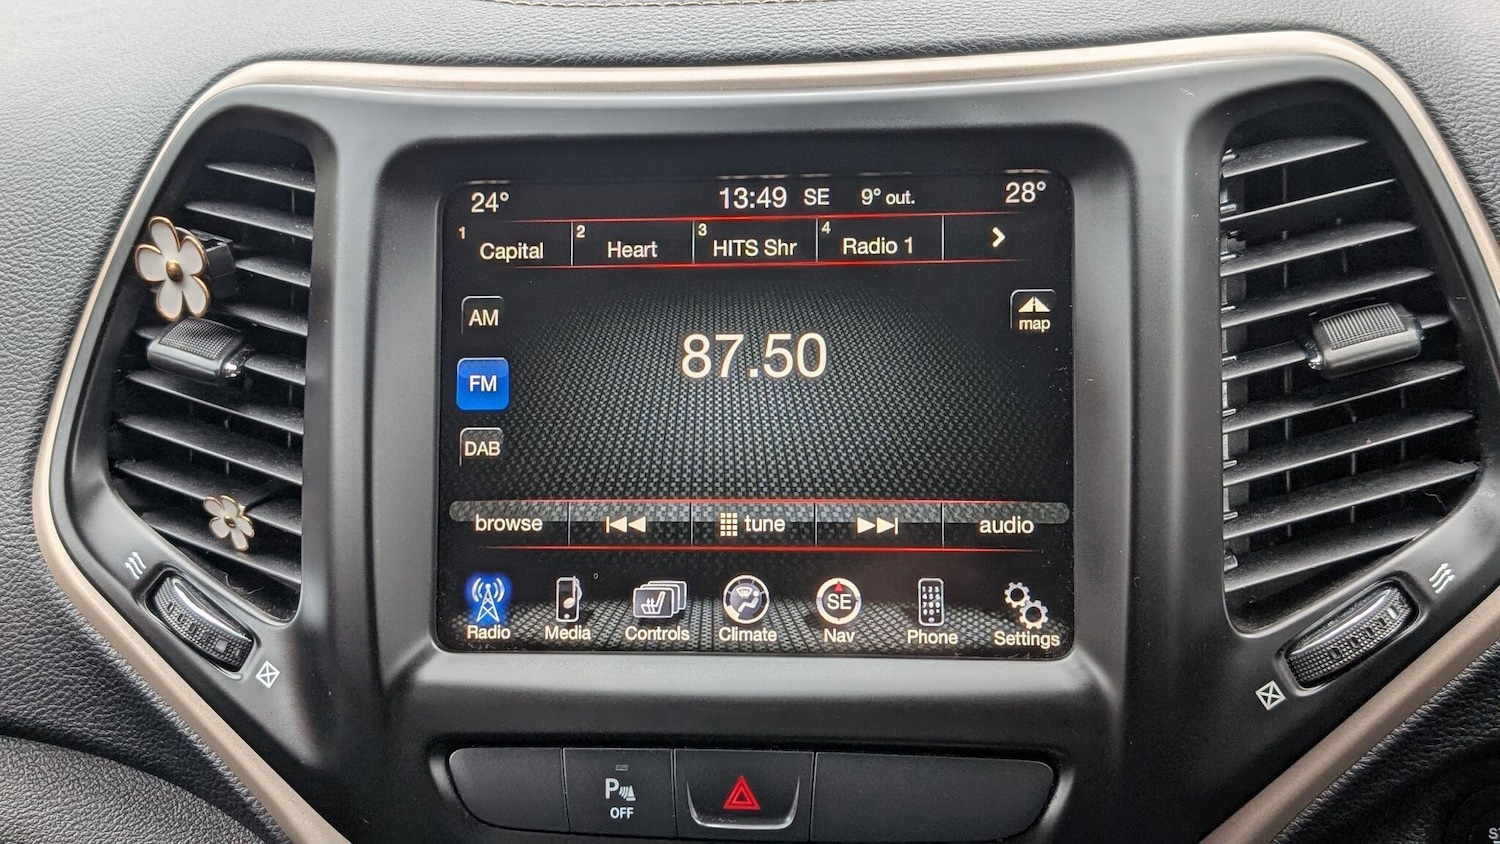 24° 13:49 SE 9° out. 28°
1 Capital 2 Heart 3 HITS Shr 4 Radio 1
AM
map
87.50
FM
DAB
browse tune audio
SE
Radio Media Controls Climate Nav Phone Settings
P
OFF